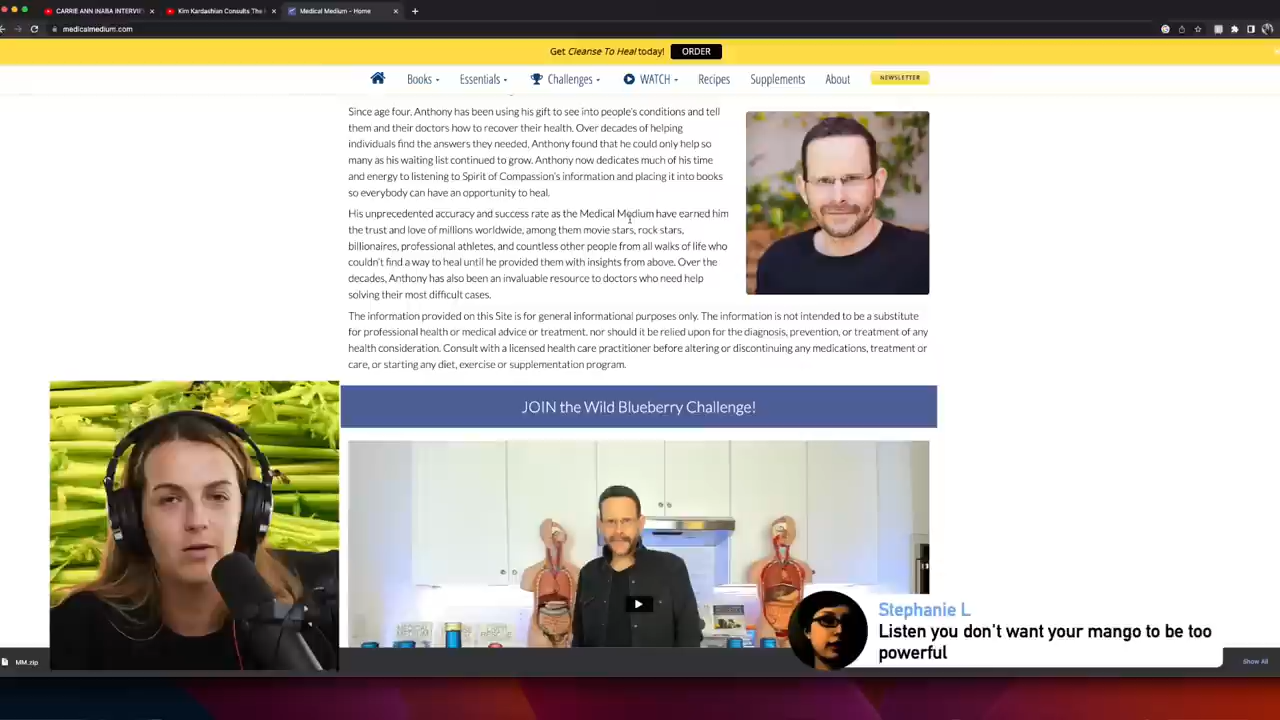 CARRIE ANN INABA INTERVI
Kim Kardashian Consults The
Medical Medium - Home
medicalmedium.com
Get Cleanse To Heal today! ORDER
Books Essentials Challenges WATCH Recipes Supplements About NEWSLETTER
Since age four, Anthony has been using his gift to see into people's conditions and tell
them and their doctors how to recover their health. Over decades of helping
individuals find the answers they needed, Anthony found that he could only help so
many as his waiting list continued to grow. Anthony now dedicates much of his time
and energy to listening to Spirit of Compassion's information and placing it into books
so everybody can have an opportunity to heal.
His unprecedented accuracy and success rate as the Medical Medium have earned him
the trust and love of millions worldwide, among them movie stars, rock stars,
billionaires, professional athletes, and countless other people from all walks of life who
couldn't find a way to heal until he provided them with insights from above. Over the
decades, Anthony has also been an invaluable resource to doctors who need help
solving their most difficult cases.
The information provided on this Site is for general informational purposes only. The information is not intended to be a substitute
for professional health or medical advice or treatment, nor should it be relied upon for the diagnosis, prevention, or treatment of any
health consideration. Consult with a licensed health care practitioner before altering or discontinuing any medications, treatment or
care, or starting any diet, exercise or supplementation program.
JOIN the Wild Blueberry Challenge!
Stephanie L
Listen you don't want your mango to be too
powerful
MM.zip
Show All